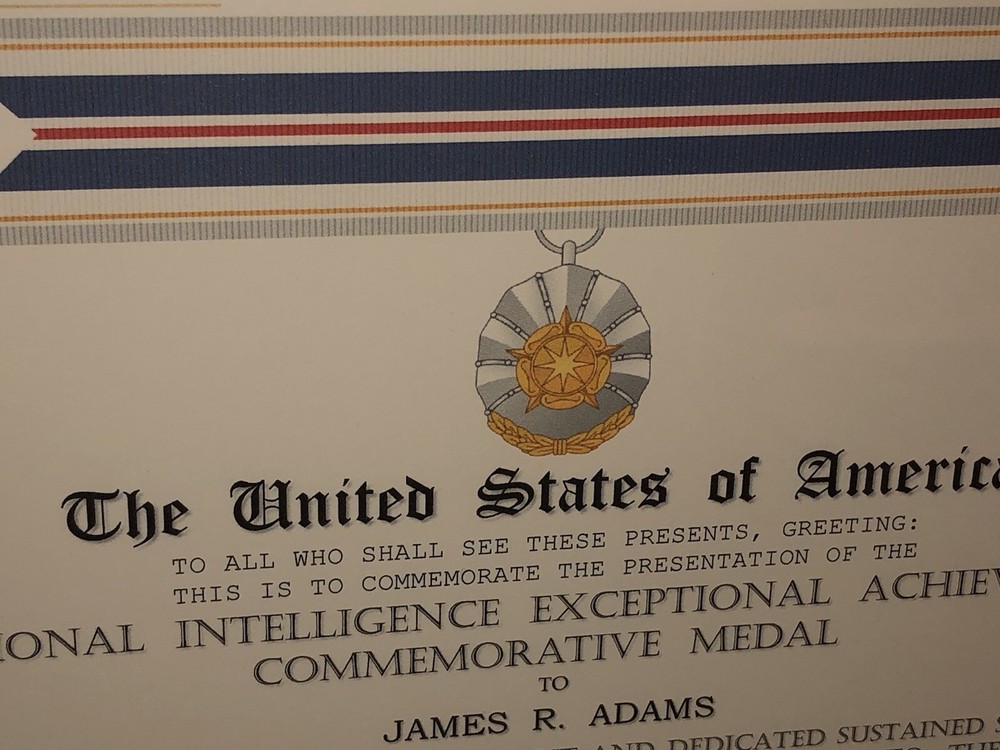 The United States of America
TO ALL WHO SHALL SEE THESE PRESENTS, GREETING:
THIS IS TO COMMEMORATE THE PRESENTATION OF THE
IONAL INTELLIGENCE EXCEPTIONAL ACHIEV
COMMEMORATIVE MEDAL
TO
JAMES R. ADAMS
AND DEDICATED SUSTAINED
THE